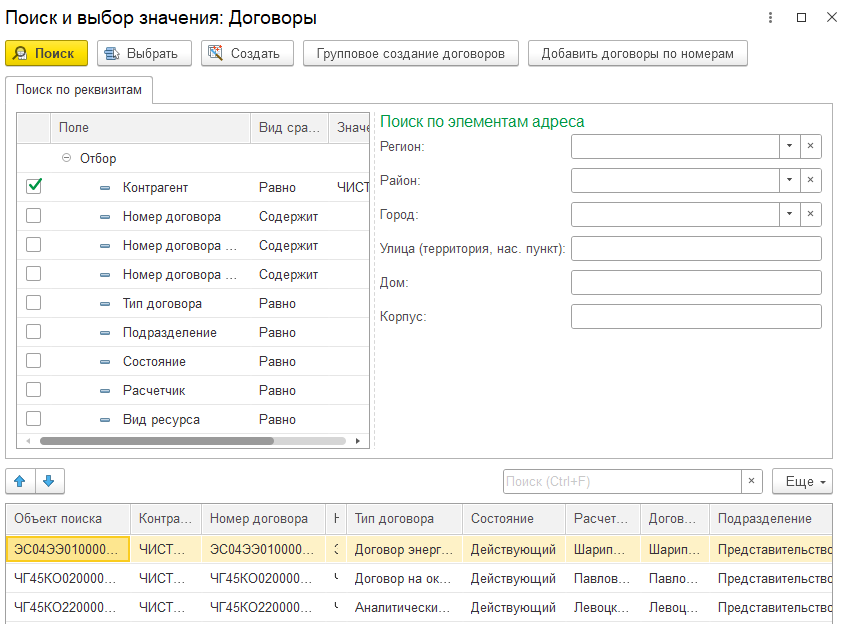 Поиск и выбор значения: Договоры
Поиск Выбрать Создать Групповое создание договоров Добавить договоры по номерам
Поиск по реквизитам
Поле Вид сра... Значе
Отбор
Контрагент Равно ЧИСТ
Номер договора Содержит
Номер договора ... Содержит
Номер договора ... Содержит
Тип договора Равно
Подразделение Равно
Состояние Равно
Расчетчик Равно
Вид ресурса Равно
Поиск по элементам адреса
Регион:
Район:
Город:
Улица (территория, нас. пункт):
Дом:
Корпус:
Поиск (Ctrl+F) × Еще
Объект поиска Контра... Номер договора Тип договора Состояние Расчет... Догов... Подразделение
ЭС04ЭЭ010000... ЧИСТ... ЭС04ЭЭ010000... Договор энерг... Действующий Шарип... Шарип... Представительство
ЧГ45КО020000... ЧИСТ... ЧГ45КО020000... Договор на ок... Действующий Павлов... Павло... Представительство
ЧГ45КО220000... ЧИСТ... ЧГ45КО220000... Аналитически... Действующий Левоцк... Левоц... Представительство